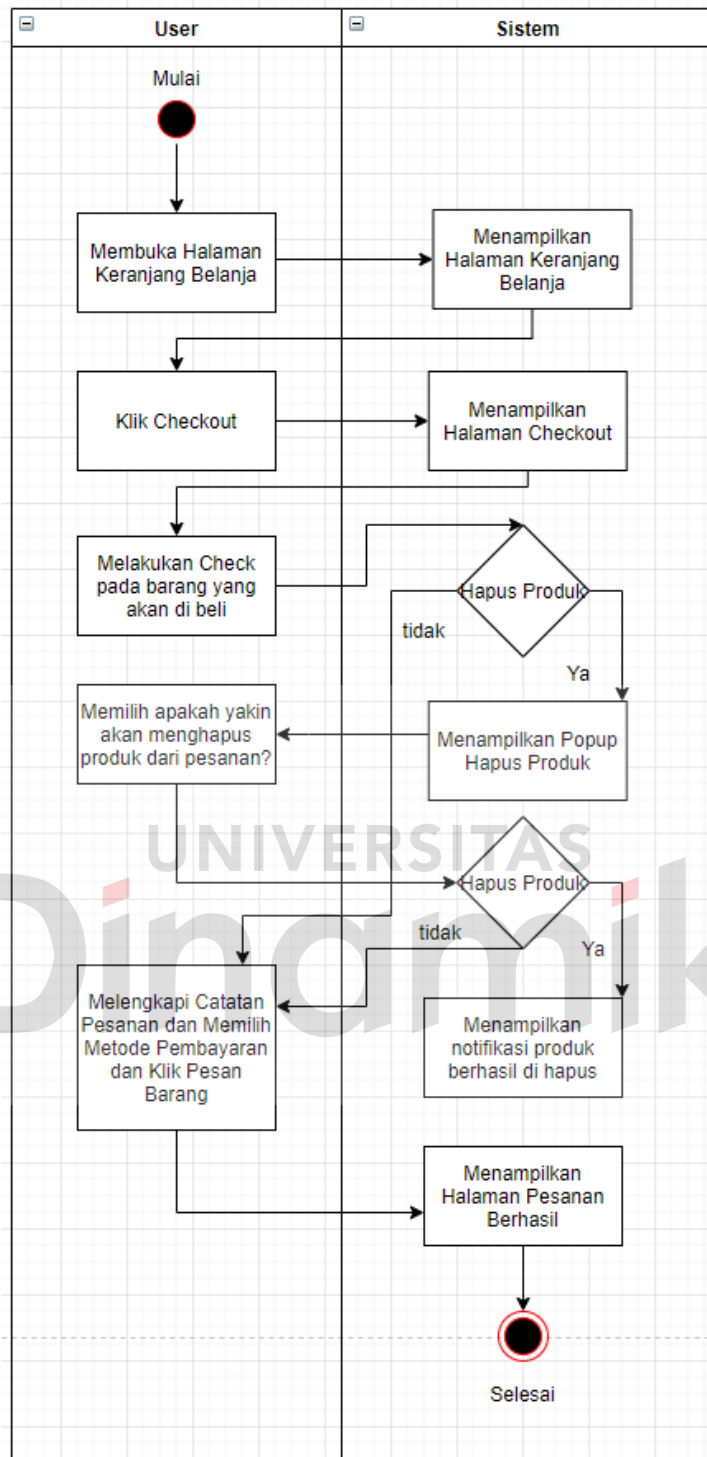 User
Sistem
Mulai
Membuka Halaman
Keranjang Belanja
Menampilkan
Halaman Keranjang
Belanja
Klik Checkout
Menampilkan
Halaman Checkout
Melakukan Check
pada barang yang
akan di beli
Hapus Produk
tidak
Ya
Memilih apakah yakin
akan menghapus
produk dari pesanan?
Menampilkan Popup
Hapus Produk
UNIVERSITAS
Dinamik
Hapus Produk
tidak
Ya
Melengkapi Catatan
Pesanan dan Memilih
Metode Pembayaran
dan Klik Pesan
Barang
Menampilkan
notifikasi produk
berhasil di hapus
Menampilkan
Halaman Pesanan
Berhasil
Selesai